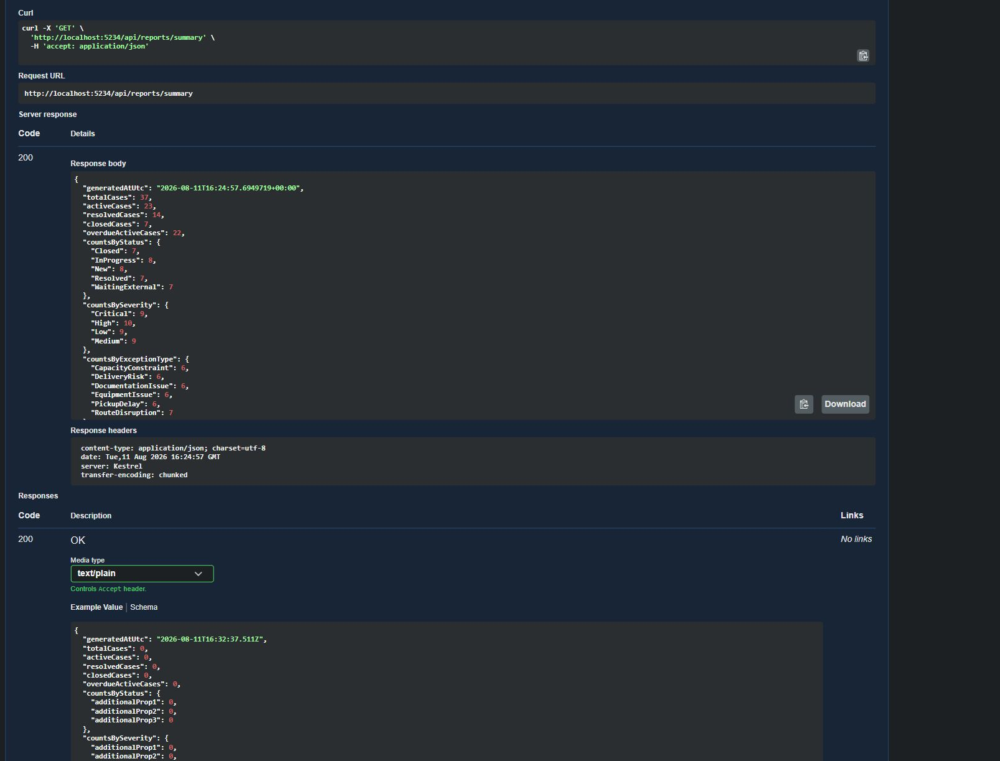 Curl
curl -X 'GET' \
  'http://localhost:5234/api/reports/summary' \
  -H 'accept: application/json'
Request URL
http://localhost:5234/api/reports/summary
Server response
Code Details
200
Response body
{
  "generatedAtUtc": "2026-08-11T16:24:57.6949719+00:00",
  "totalCases": 37,
  "activeCases": 23,
  "resolvedCases": 14,
  "closedCases": 7,
  "overdueActiveCases": 22,
  "countsByStatus": {
    "Closed": 7,
    "InProgress": 8,
    "New": 8,
    "Resolved": 7,
    "WaitingExternal": 7
  },
  "countsBySeverity": {
    "Critical": 9,
    "High": 10,
    "Low": 9,
    "Medium": 9
  },
  "countsByExceptionType": {
    "CapacityConstraint": 6,
    "DeliveryRisk": 6,
    "DocumentationIssue": 6,
    "EquipmentIssue": 6,
    "PickupDelay": 6,
    "RouteDisruption": 7
Download
Response headers
content-type: application/json; charset=utf-8
date: Tue,11 Aug 2026 16:24:57 GMT
server: Kestrel
transfer-encoding: chunked
Responses
Code Description Links
200 OK No links
Media type
text/plain
Controls Accept header.
Example Value | Schema
{
  "generatedAtUtc": "2026-08-11T16:32:37.511Z",
  "totalCases": 0,
  "activeCases": 0,
  "resolvedCases": 0,
  "closedCases": 0,
  "overdueActiveCases": 0,
  "countsByStatus": {
    "additionalProp1": 0,
    "additionalProp2": 0,
    "additionalProp3": 0
  },
  "countsBySeverity": {
    "additionalProp1": 0,
    "additionalProp2": 0,